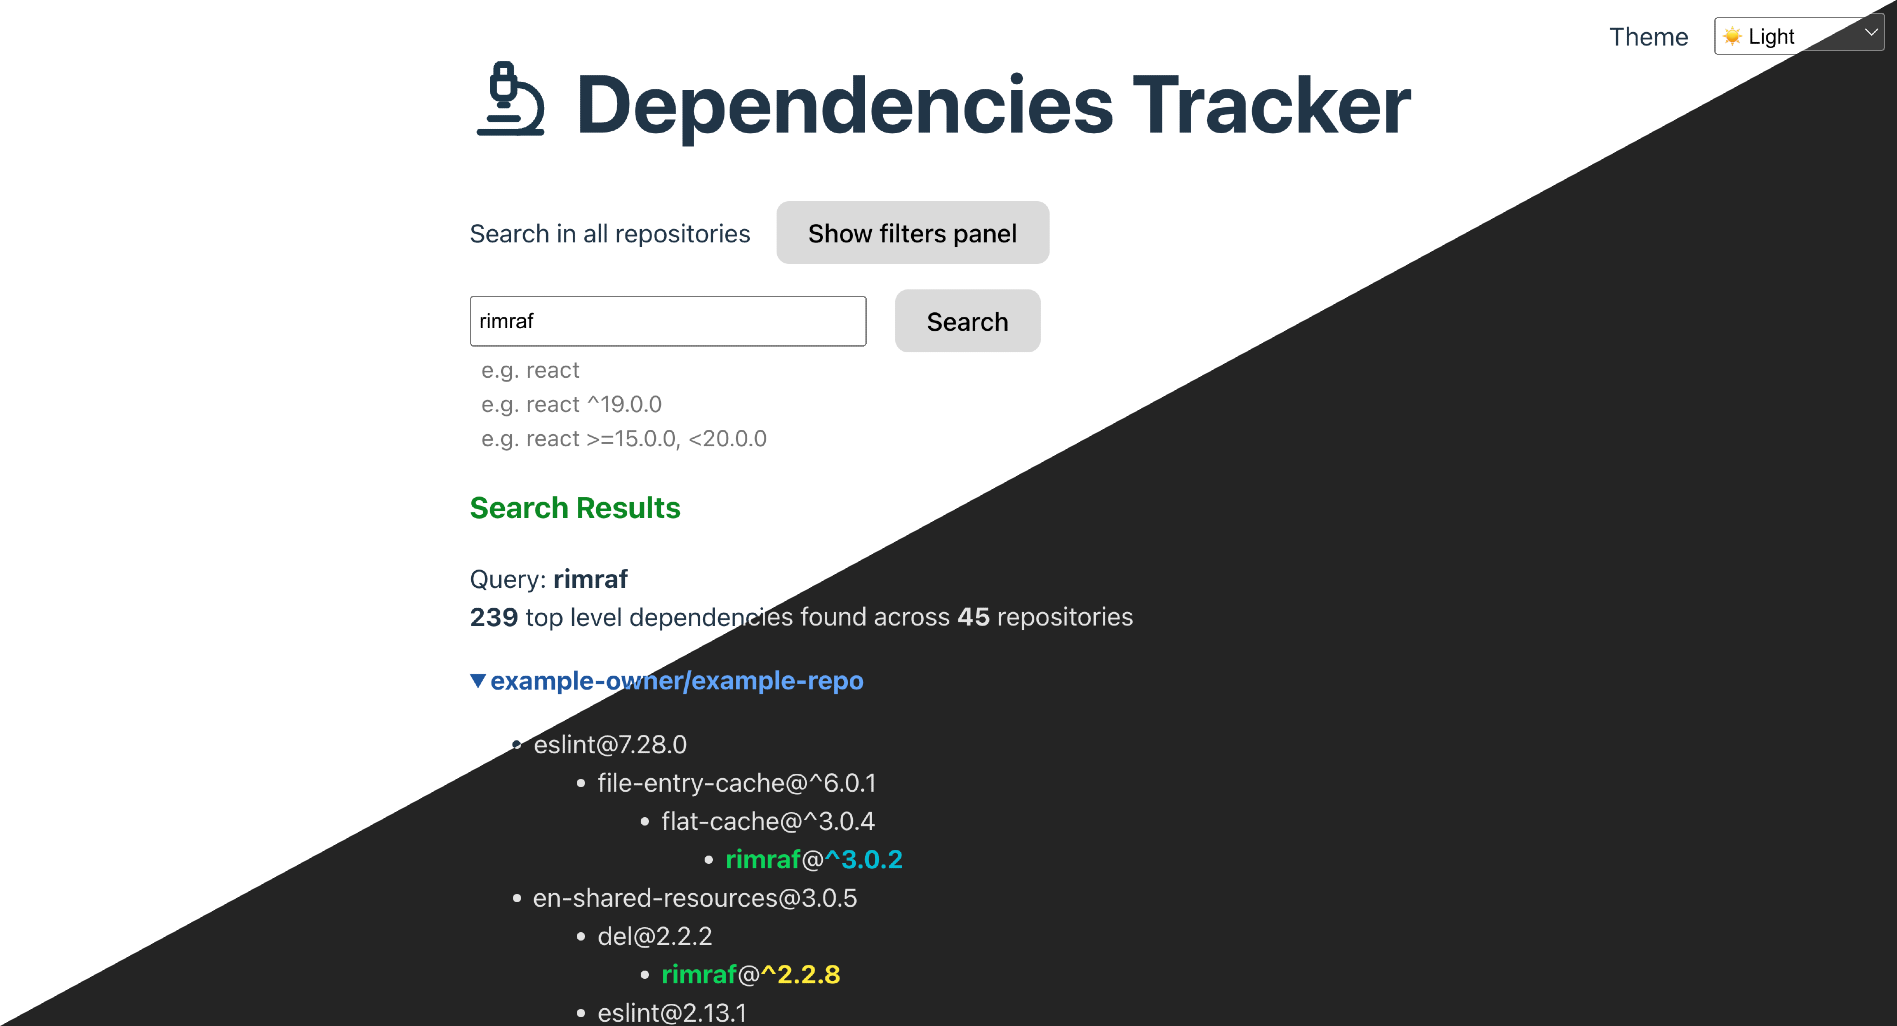 Theme ☀️ Light
Dependencies Tracker
Search in all repositories Show filters panel
rimraf Search
e.g. react
e.g. react ^19.0.0
e.g. react >=15.0.0, <20.0.0
Search Results
Query: rimraf
239 top level dependencies found across 45 repositories
▼example-owner/example-repo
• eslint@7.28.0
• file-entry-cache@^6.0.1
• flat-cache@^3.0.4
• rimraf@^3.0.2
• en-shared-resources@3.0.5
• del@2.2.2
• rimraf@^2.2.8
• eslint@2.13.1